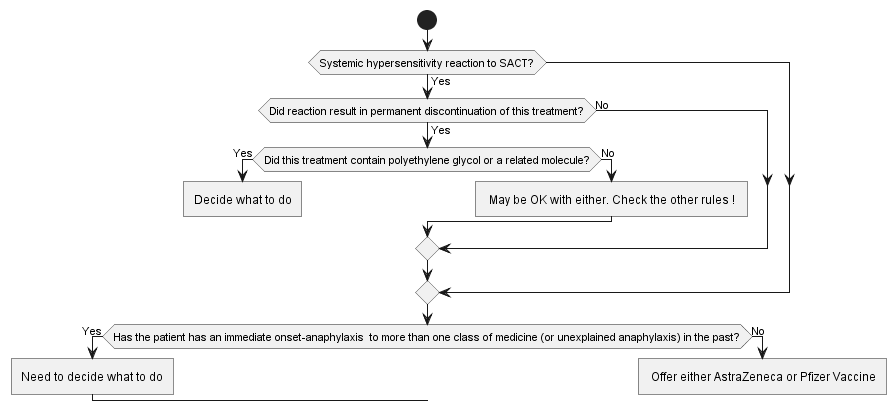 Systemic hypersensitivity reaction to SACT?
Yes
Did reaction result in permanent discontinuation of this treatment?
No
Yes
Yes
Did this treatment contain polyethylene glycol or a related molecule?
No
Decide what to do
May be OK with either. Check the other rules !
Yes
Has the patient has an immediate onset-anaphylaxis to more than one class of medicine (or unexplained anaphylaxis) in the past?
No
Need to decide what to do
Offer either AstraZeneca or Pfizer Vaccine